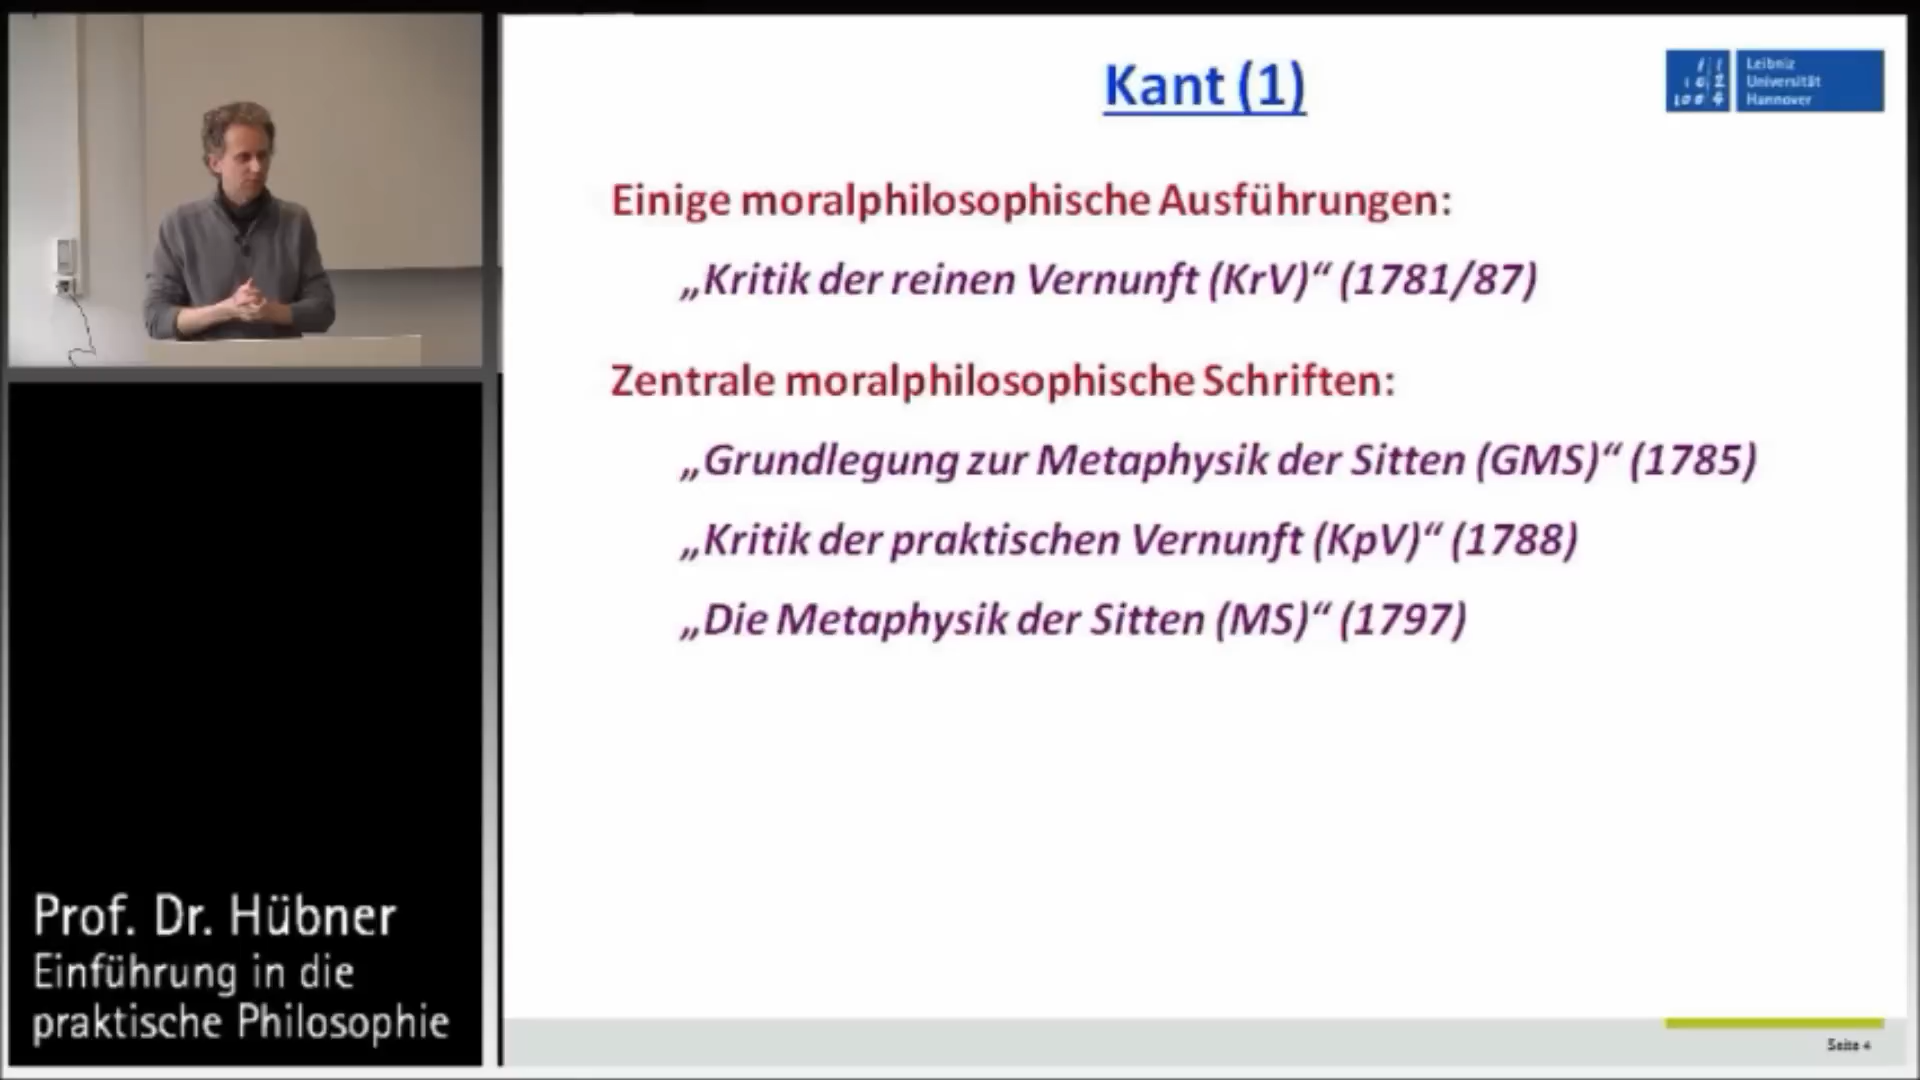 Kant (1)
Leibniz
Universität
Hannover
Einige moralphilosophische Ausführungen:
„Kritik der reinen Vernunft (KrV)“ (1781/87)
Zentrale moralphilosophische Schriften:
„Grundlegung zur Metaphysik der Sitten (GMS)“ (1785)
„Kritik der praktischen Vernunft (KpV)“ (1788)
„Die Metaphysik der Sitten (MS)“ (1797)
Prof. Dr. Hübner
Einführung in die
praktische Philosophie
Seite 4